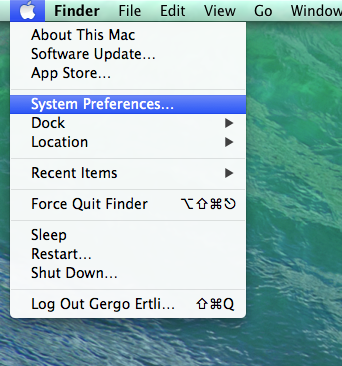 Finder File Edit View Go Window
About This Mac
Software Update...
App Store...
System Preferences...
Dock
Location
Recent Items
Force Quit Finder ⌥⇧⌘⎋
Sleep
Restart...
Shut Down...
Log Out Gergo Ertli... ⇧⌘Q